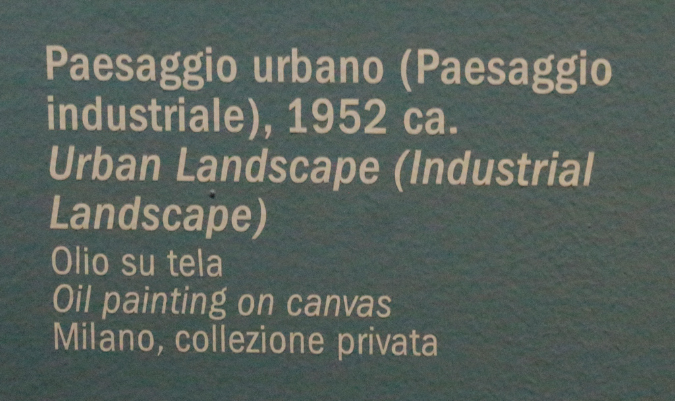 Paesaggio urbano (Paesaggio
industriale), 1952 ca.
Urban Landscape (Industrial
Landscape)
Olio su tela
Oil painting on canvas
Milano, collezione privata